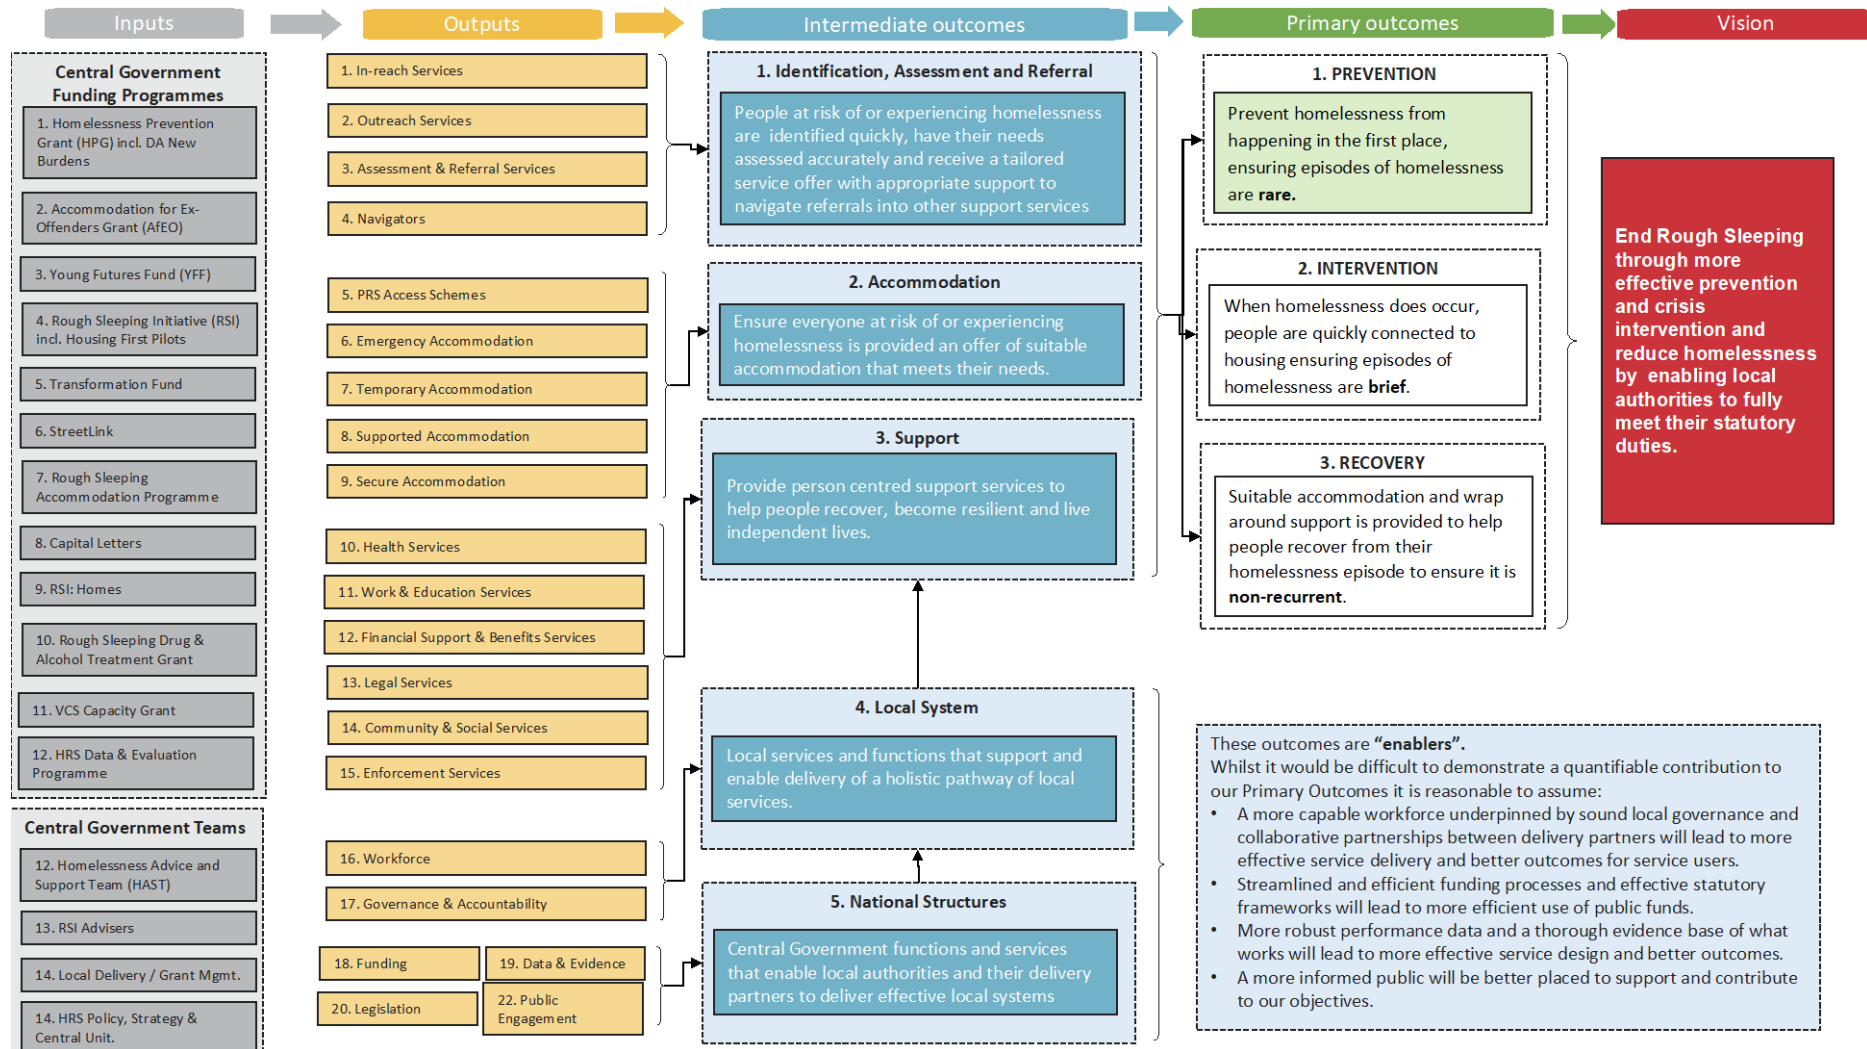 Inputs
Outputs
Intermediate outcomes
Primary outcomes
Vision
Central Government
Funding Programmes
1. Homelessness Prevention
Grant (HPG) incl. DA New
Burdens
2. Accommodation for Ex-
Offenders Grant (AfEO)
3. Young Futures Fund (YFF)
4. Rough Sleeping Initiative (RSI)
incl. Housing First Pilots
5. Transformation Fund
6. StreetLink
7. Rough Sleeping
Accommodation Programme
8. Capital Letters
9. RSI: Homes
10. Rough Sleeping Drug &
Alcohol Treatment Grant
11. VCS Capacity Grant
12. HRS Data & Evaluation
Programme
Central Government Teams
12. Homelessness Advice and
Support Team (HAST)
13. RSI Advisers
14. Local Delivery / Grant Mgmt.
14. HRS Policy, Strategy &
Central Unit.
1. In-reach Services
2. Outreach Services
3. Assessment & Referral Services
4. Navigators
5. PRS Access Schemes
6. Emergency Accommodation
7. Temporary Accommodation
8. Supported Accommodation
9. Secure Accommodation
10. Health Services
11. Work & Education Services
12. Financial Support & Benefits Services
13. Legal Services
14. Community & Social Services
15. Enforcement Services
16. Workforce
17. Governance & Accountability
18. Funding
19. Data & Evidence
20. Legislation
22. Public
Engagement
1. Identification, Assessment and Referral
People at risk of or experiencing homelessness
are identified quickly, have their needs
assessed accurately and receive a tailored
service offer with appropriate support to
navigate referrals into other support services
2. Accommodation
Ensure everyone at risk of or experiencing
homelessness is provided an offer of suitable
accommodation that meets their needs.
3. Support
Provide person centred support services to
help people recover, become resilient and live
independent lives.
4. Local System
Local services and functions that support and
enable delivery of a holistic pathway of local
services.
5. National Structures
Central Government functions and services
that enable local authorities and their delivery
partners to deliver effective local systems
1. PREVENTION
Prevent homelessness from
happening in the first place,
ensuring episodes of homelessness
are rare.
2. INTERVENTION
When homelessness does occur,
people are quickly connected to
housing ensuring episodes of
homelessness are brief.
3. RECOVERY
Suitable accommodation and wrap
around support is provided to help
people recover from their
homelessness episode to ensure it is
non-recurrent.
End Rough Sleeping
through more
effective prevention
and crisis
intervention and
reduce homelessness
by enabling local
authorities to fully
meet their statutory
duties.
These outcomes are “enablers”.
Whilst it would be difficult to demonstrate a quantifiable contribution to
our Primary Outcomes it is reasonable to assume:
• A more capable workforce underpinned by sound local governance and
collaborative partnerships between delivery partners will lead to more
effective service delivery and better outcomes for service users.
• Streamlined and efficient funding processes and effective statutory
frameworks will lead to more efficient use of public funds.
• More robust performance data and a thorough evidence base of what
works will lead to more effective service design and better outcomes.
• A more informed public will be better placed to support and contribute
to our objectives.